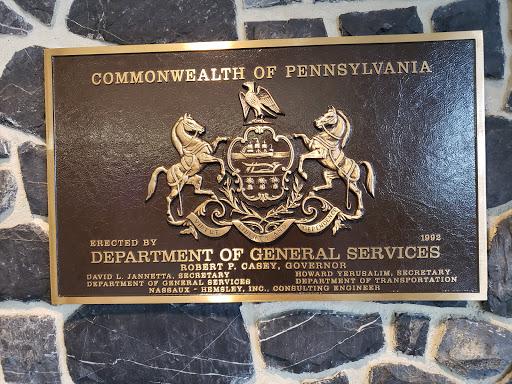 COMMONWEALTH OF PENNSYLVANIA
ERECTED BY 1992
DEPARTMENT OF GENERAL SERVICES
ROBERT P. CASEY, GOVERNOR
DAVID L. JANNETTA, SECRETARY HOWARD YERUSALIM, SECRETARY
DEPARTMENT OF GENERAL SERVICES DEPARTMENT OF TRANSPORTATION
NASSAUX - HEMSLEY, INC., CONSULTING ENGINEER